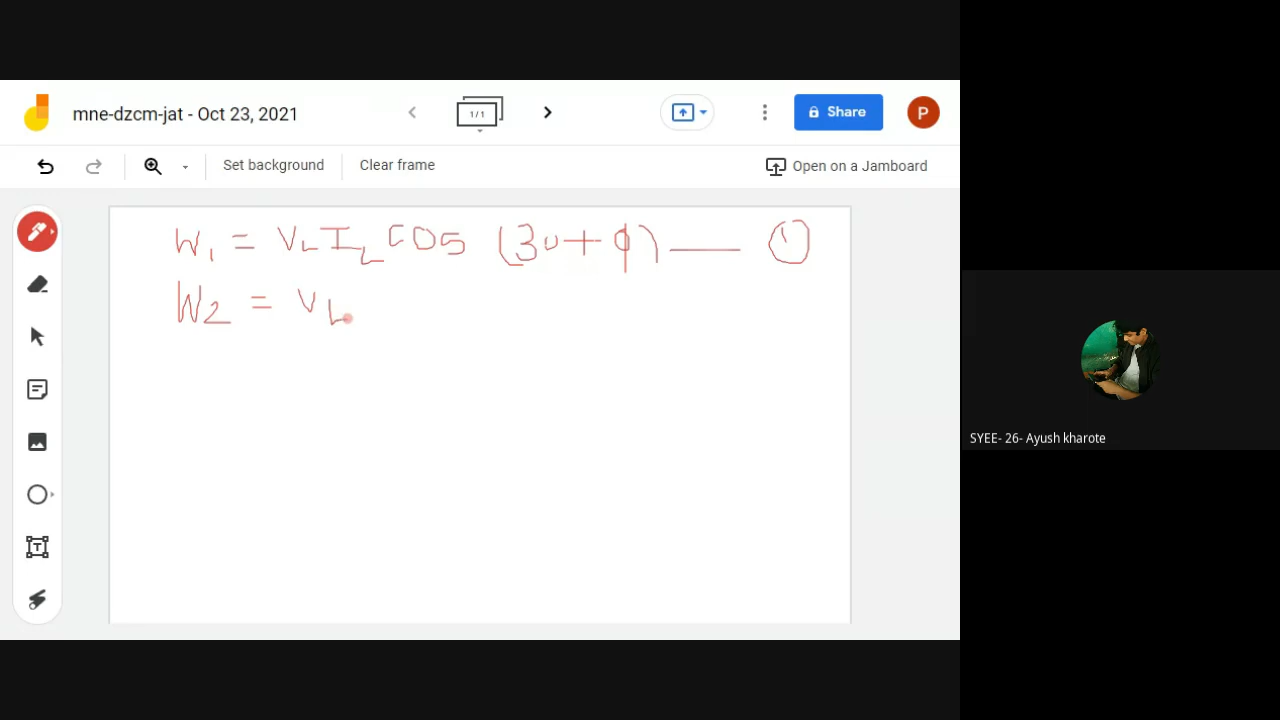 mne-dzcm-jat - Oct 23, 2021
1/1
Share
P
Set background
Clear frame
Open on a Jamboard
W1 = VLIL COS (30+φ) —— ①
W2 = VL
SYEE- 26- Ayush kharote